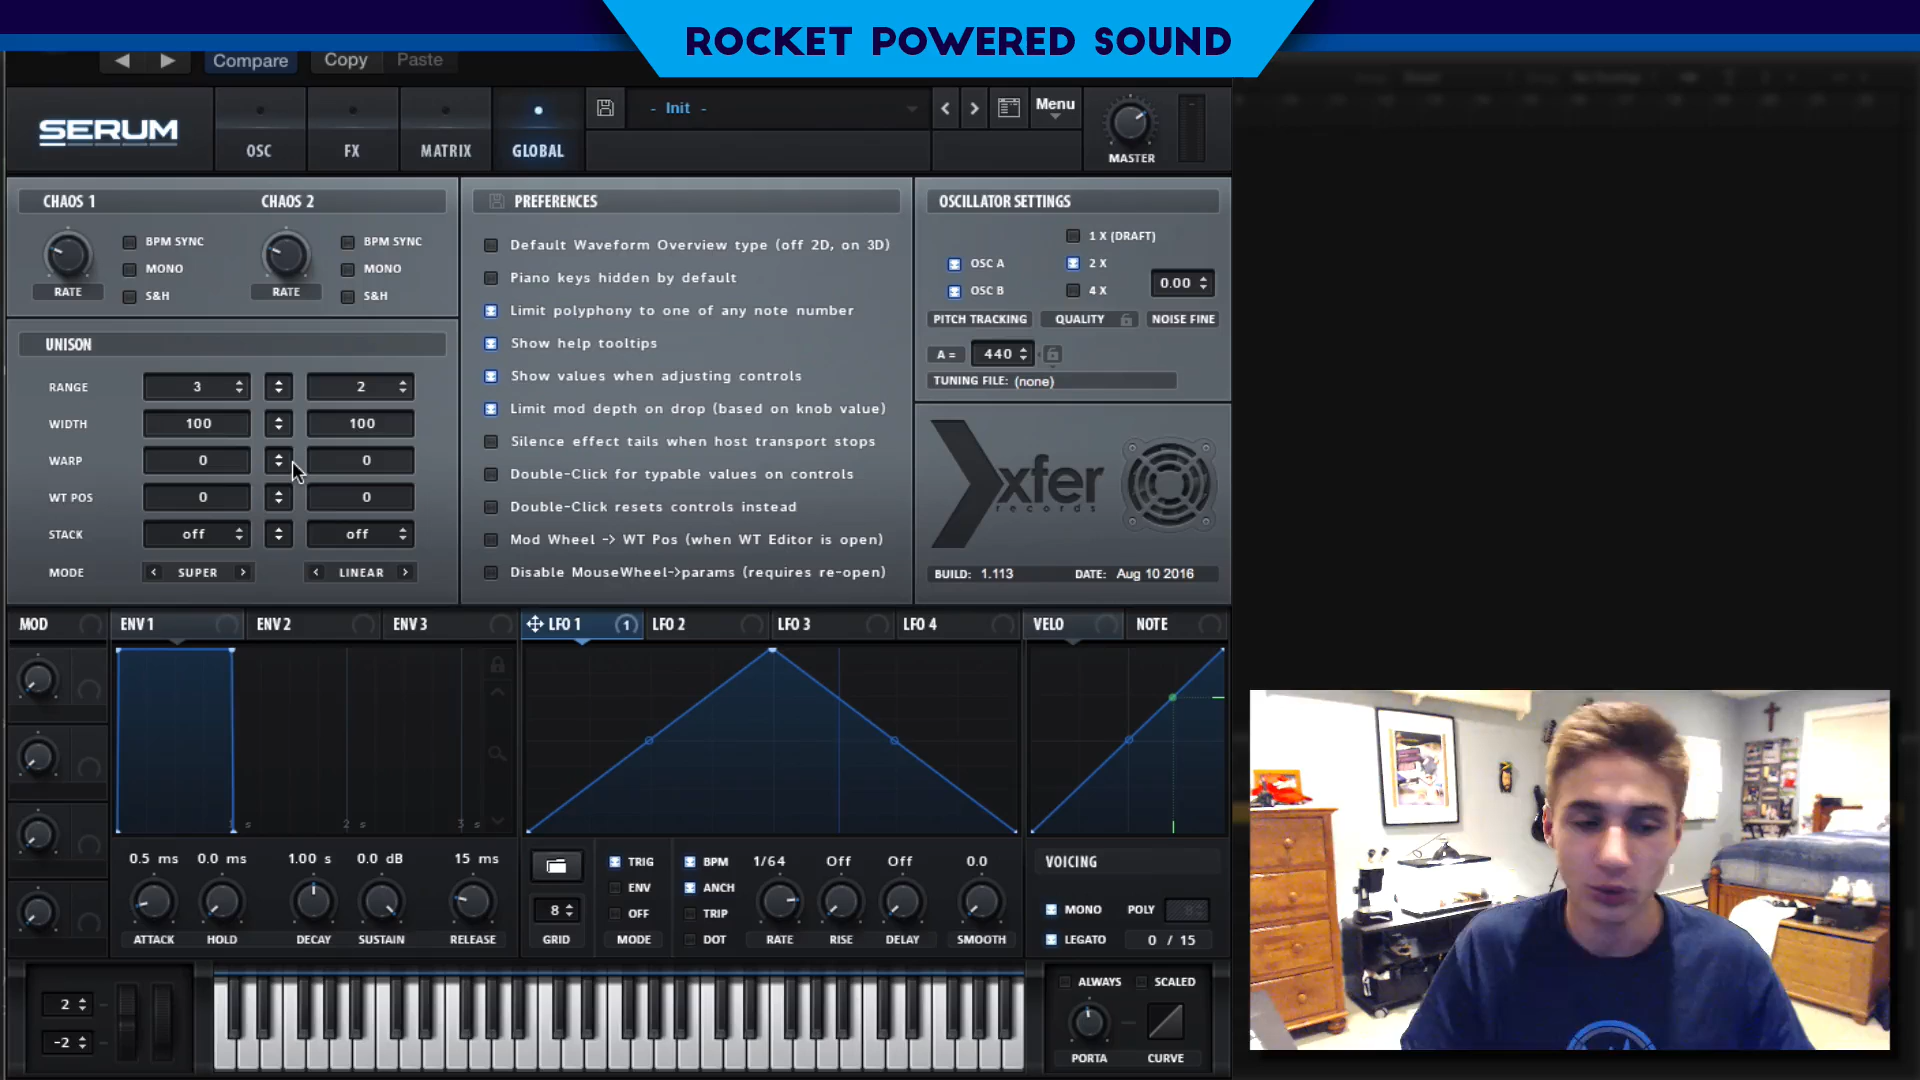 ROCKET POWERED SOUND
Compare Copy Paste
SERUM
OSC FX MATRIX GLOBAL
- Init -
Menu
MASTER
CHAOS 1 CHAOS 2
BPM SYNC
MONO
S&H
RATE
BPM SYNC
MONO
S&H
RATE
UNISON
RANGE 3 2
WIDTH 100 100
WARP 0 0
WT POS 0 0
STACK off off
MODE < SUPER > < LINEAR >
PREFERENCES
Default Waveform Overview type (off 2D, on 3D)
Piano keys hidden by default
Limit polyphony to one of any note number
Show help tooltips
Show values when adjusting controls
Limit mod depth on drop (based on knob value)
Silence effect tails when host transport stops
Double-Click for typable values on controls
Double-Click resets controls instead
Mod Wheel -> WT Pos (when WT Editor is open)
Disable MouseWheel->params (requires re-open)
OSCILLATOR SETTINGS
1 X (DRAFT)
OSC A 2 X
0.00
OSC B 4 X
PITCH TRACKING QUALITY NOISE FINE
A = 440
TUNING FILE: (none)
xfer
records
BUILD: 1.113 DATE: Aug 10 2016
MOD ENV 1 ENV 2 ENV 3 LFO 1 1 LFO 2 LFO 3 LFO 4 VELO NOTE
s 2 s 3 s
0.5 ms 0.0 ms 1.00 s 0.0 dB 15 ms
ATTACK HOLD DECAY SUSTAIN RELEASE
8
GRID
TRIG
ENV
OFF
MODE
BPM
ANCH
TRIP
DOT
1/64 Off Off 0.0
RATE RISE DELAY SMOOTH
VOICING
MONO POLY
LEGATO 0 / 15
2
-2
ALWAYS SCALED
PORTA CURVE